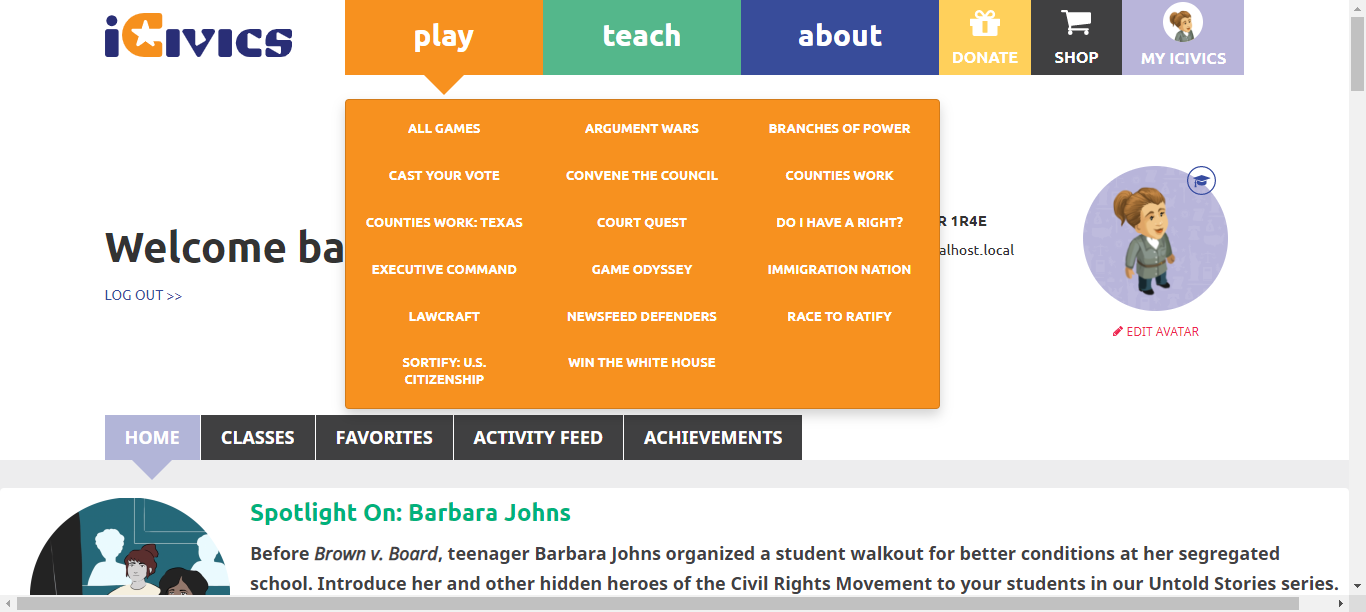 iCivics
play
teach
about
DONATE
SHOP
MY ICIVICS
ALL GAMES
ARGUMENT WARS
BRANCHES OF POWER
CAST YOUR VOTE
CONVENE THE COUNCIL
COUNTIES WORK
COUNTIES WORK: TEXAS
COURT QUEST
DO I HAVE A RIGHT?
EXECUTIVE COMMAND
GAME ODYSSEY
IMMIGRATION NATION
LAWCRAFT
NEWSFEED DEFENDERS
RACE TO RATIFY
SORTIFY: U.S.
CITIZENSHIP
WIN THE WHITE HOUSE
Welcome ba
LOG OUT >>
R 1R4E
alhost.local
EDIT AVATAR
HOME
CLASSES
FAVORITES
ACTIVITY FEED
ACHIEVEMENTS
Spotlight On: Barbara Johns
Before Brown v. Board, teenager Barbara Johns organized a student walkout for better conditions at her segregated
school. Introduce her and other hidden heroes of the Civil Rights Movement to your students in our Untold Stories series.